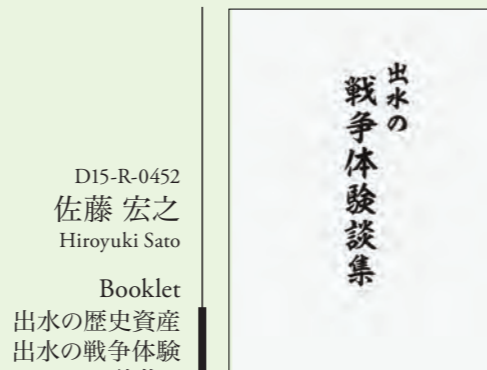 D15-R-0452
佐藤 宏之
Hiroyuki Sato
Booklet
出水の歴史資産
出水の戦争体験
出水の
戦争体験談集